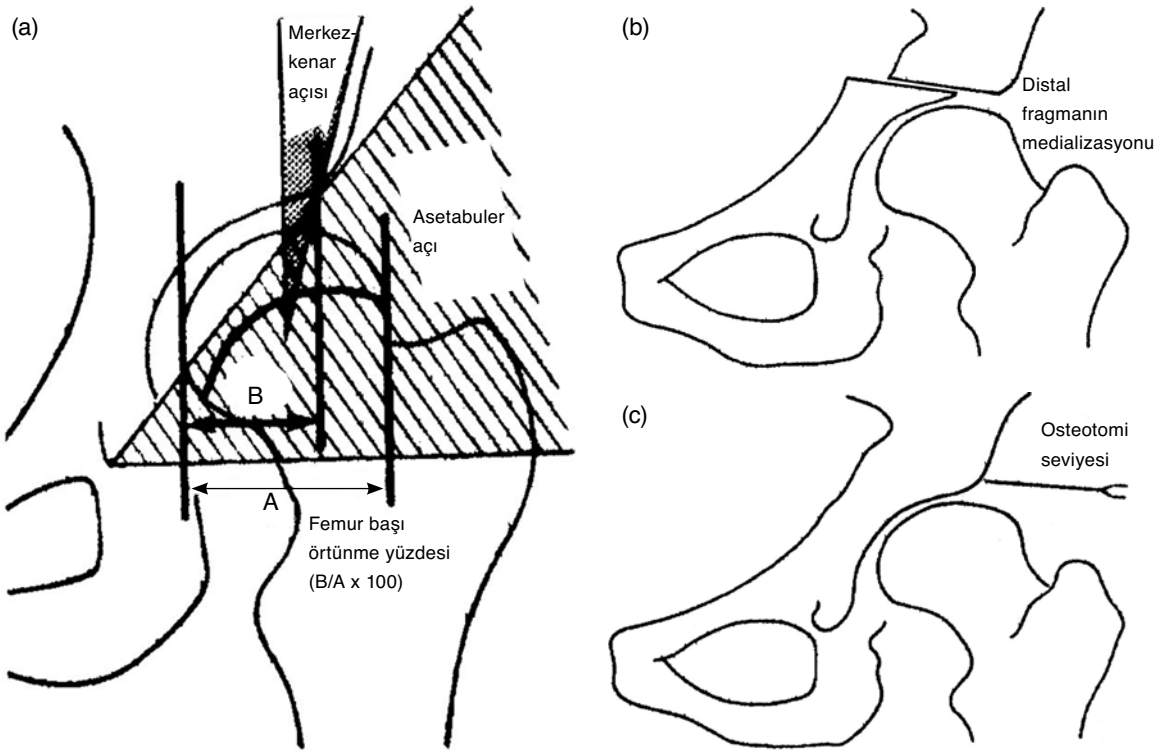 (a)
Merkez-
kenar
açısı
Asetabuler
açı
B
A
Femur başı
örtünme yüzdesi
(B/A x 100)
(b)
Distal
fragmanın
medializasyonu
(c)
Osteotomi
seviyesi